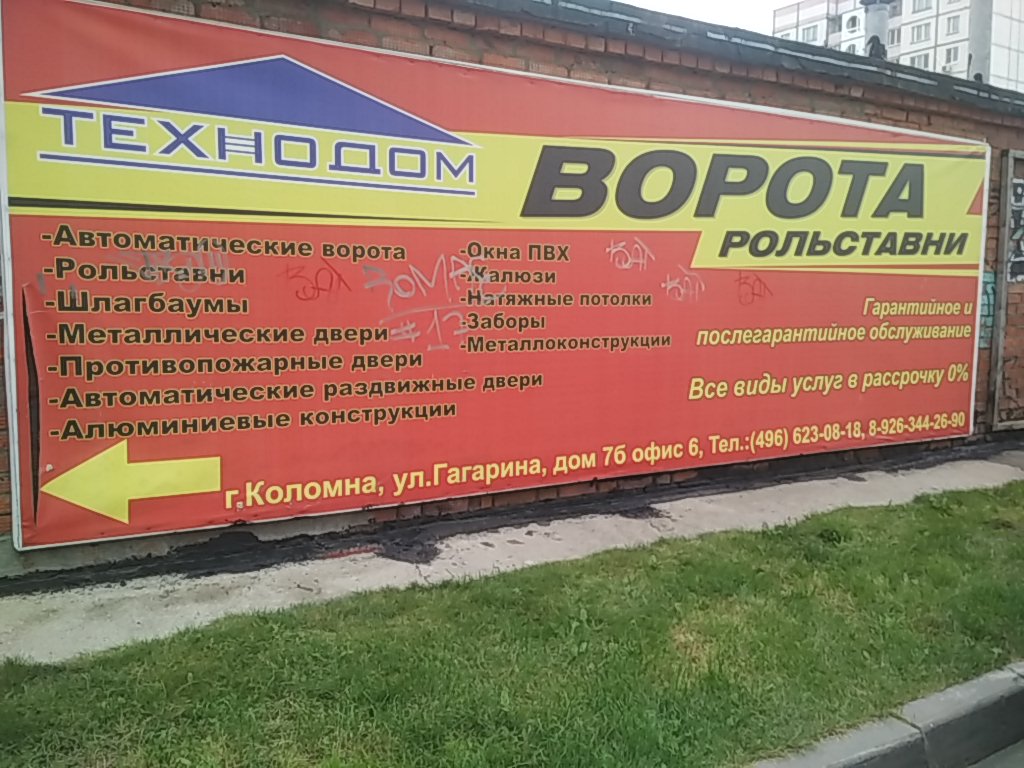 ТЕХНОДОМ
ВОРОТА
РОЛЬСТАВНИ
-Автоматические ворота
-Рольставни
-Шлагбаумы
-Металлические двери
-Противопожарные двери
-Автоматические раздвижные двери
-Алюминиевые конструкции
-Окна ПВХ
-Жалюзи
-Натяжные потолки
-Заборы
-Металлоконструкции
Гарантийное и
послегарантийное обслуживание
Все виды услуг в рассрочку 0%
г.Коломна, ул.Гагарина, дом 7б офис 6, Тел.:(496) 623-08-18, 8-926-344-26-90